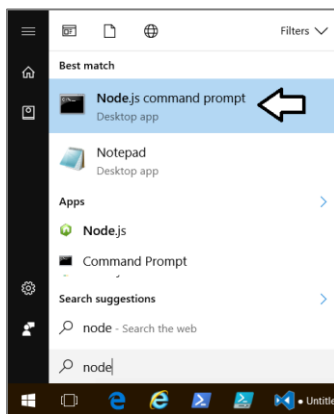 Filters
Best match
Node.js command prompt
Desktop app
Notepad
Desktop app
Apps
Node.js
Command Prompt
Search suggestions
node - Search the web
node
Untitle